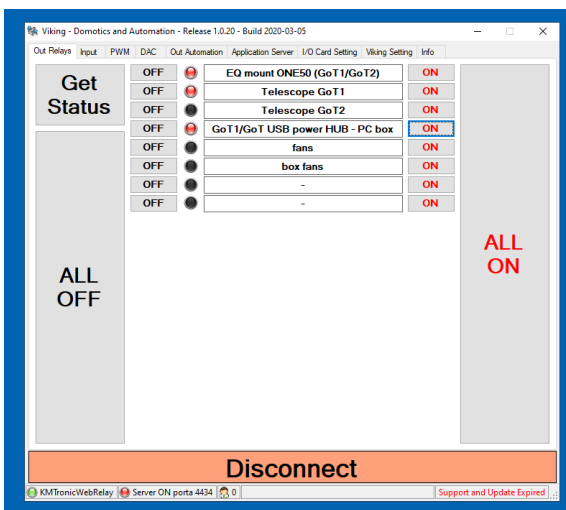 Viking - Domotics and Automation - Release 1.0.20 - Build 2020-03-05
Out Relays Input PWM DAC Out Automation Application Server I/O Card Setting Viking Setting Info
Get
Status
ALL
OFF
OFF EQ mount ONE50 (GoT1/GoT2) ON
OFF Telescope GoT1 ON
OFF Telescope GoT2 ON
OFF GoT1/GoT USB power HUB - PC box ON
OFF fans ON
OFF box fans ON
OFF - ON
OFF - ON
ALL
ON
Disconnect
KMTronicWebRelay Server ON porta 4434 0 Support and Update Expired